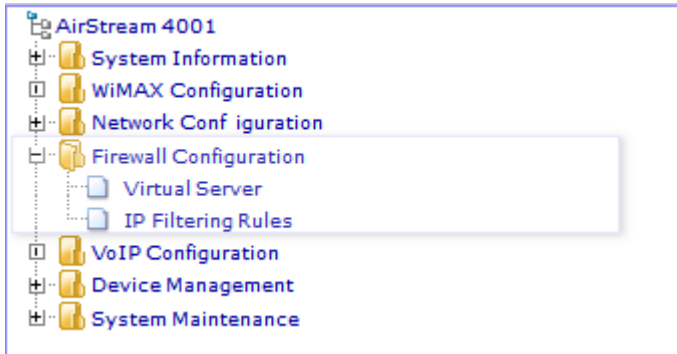 AirStream 4001
System Information
WiMAX Configuration
Network Conf iguration
Firewall Configuration
Virtual Server
IP Filtering Rules
VoIP Configuration
Device Management
System Maintenance